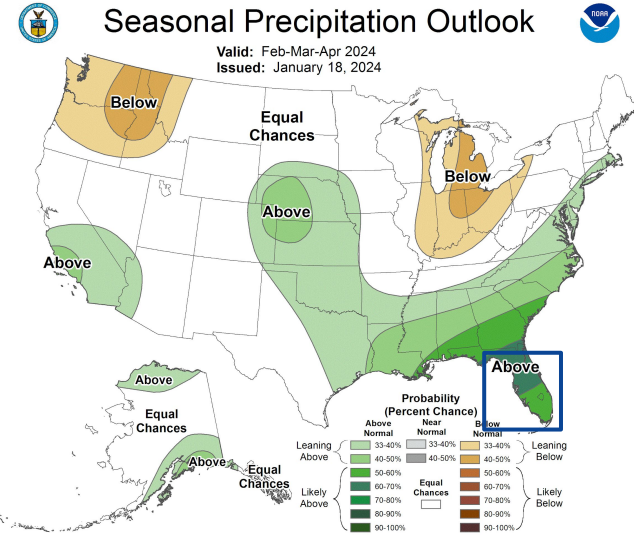 Seasonal Precipitation Outlook
NOAA
Valid: Feb-Mar-Apr 2024
Issued: January 18, 2024
Below
Equal
Chances
Below
Above
Above
Above
Above
Equal
Chances
Above
Equal
Chances
Probability
(Percent Chance)
Above
Normal
Near
Normal
Below
Normal
Leaning
Above
33-40%
33-40%
33-40%
Leaning
Below
40-50%
40-50%
40-50%
Likely
Above
50-60%
50-60%
Likely
Below
60-70%
60-70%
70-80%
Equal
Chances
70-80%
80-90%
80-90%
90-100%
90-100%